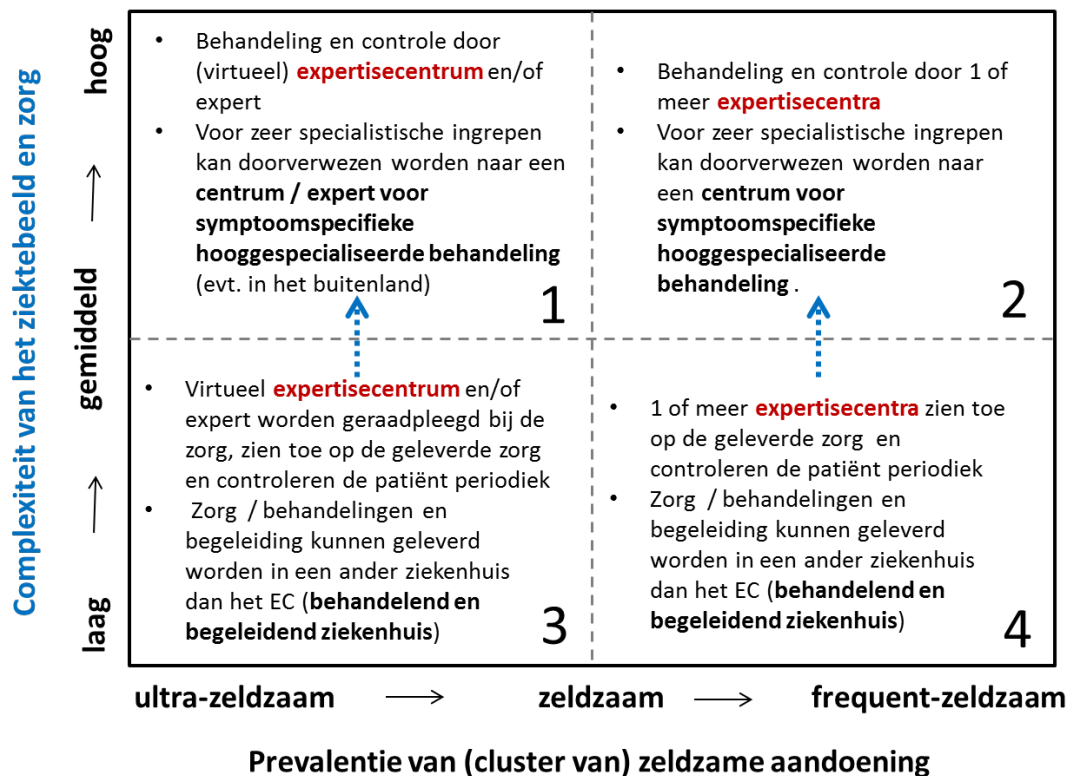 Complexiteit van het ziektebeeld en zorg
hoog
gemiddeld
laag
• Behandeling en controle door
(virtueel) expertisecentrum en/of
expert
• Voor zeer specialistische ingrepen
kan doorverwezen worden naar een
centrum / expert voor
symptoomspecifieke
hooggespecialiseerde behandeling
(evt. in het buitenland)
1
• Behandeling en controle door 1 of
meer expertisecentra
• Voor zeer specialistische ingrepen
kan doorverwezen worden naar
een centrum voor
symptoomspecifieke
hooggespecialiseerde
behandeling .
2
• Virtueel expertisecentrum en/of
expert worden geraadpleegd bij de
zorg, zien toe op de geleverde zorg
en controleren de patiënt periodiek
• Zorg / behandelingen en
begeleiding kunnen geleverd
worden in een ander ziekenhuis
dan het EC (behandelend en
begeleidend ziekenhuis)
3
• 1 of meer expertisecentra zien toe
op de geleverde zorg en
controleren de patiënt periodiek
• Zorg / behandelingen en
begeleiding kunnen geleverd
worden in een ander ziekenhuis
dan het EC (behandelend en
begeleidend ziekenhuis)
4
ultra-zeldzaam → zeldzaam → frequent-zeldzaam
Prevalentie van (cluster van) zeldzame aandoening